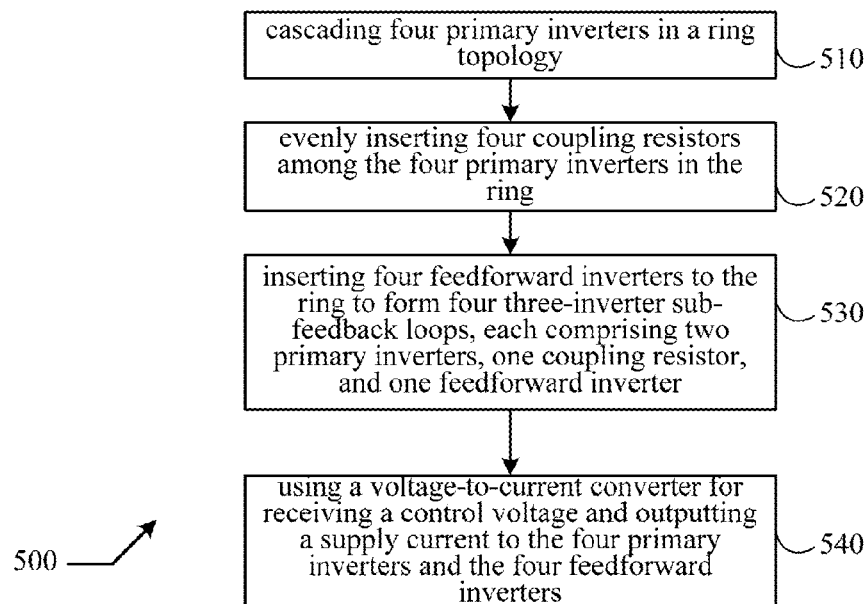 cascading four primary inverters in a ring
topology
510
evenly inserting four coupling resistors
among the four primary inverters in the
ring
520
inserting four feedforward inverters to the
ring to form four three-inverter sub-
feedback loops, each comprising two
primary inverters, one coupling resistor,
and one feedforward inverter
530
using a voltage-to-current converter for
receiving a control voltage and outputting
a supply current to the four primary
inverters and the four feedforward
inverters
540
500